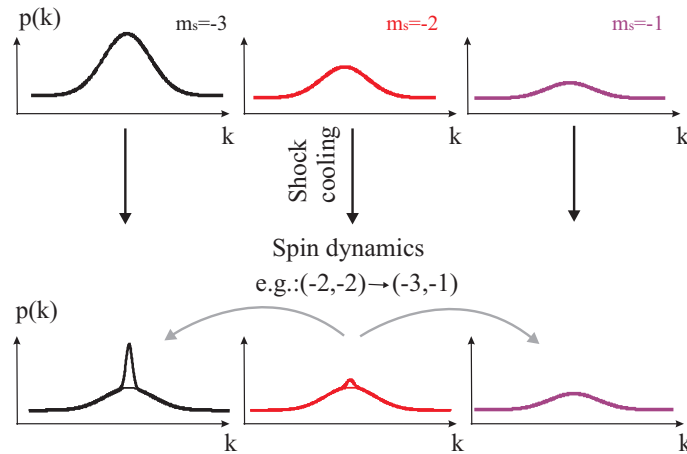 p(k)
mₛ=-3
mₛ=-2
mₛ=-1
k
k
k
Shock
cooling
Spin dynamics
e.g.:(-2,-2)→(-3,-1)
p(k)
k
k
k